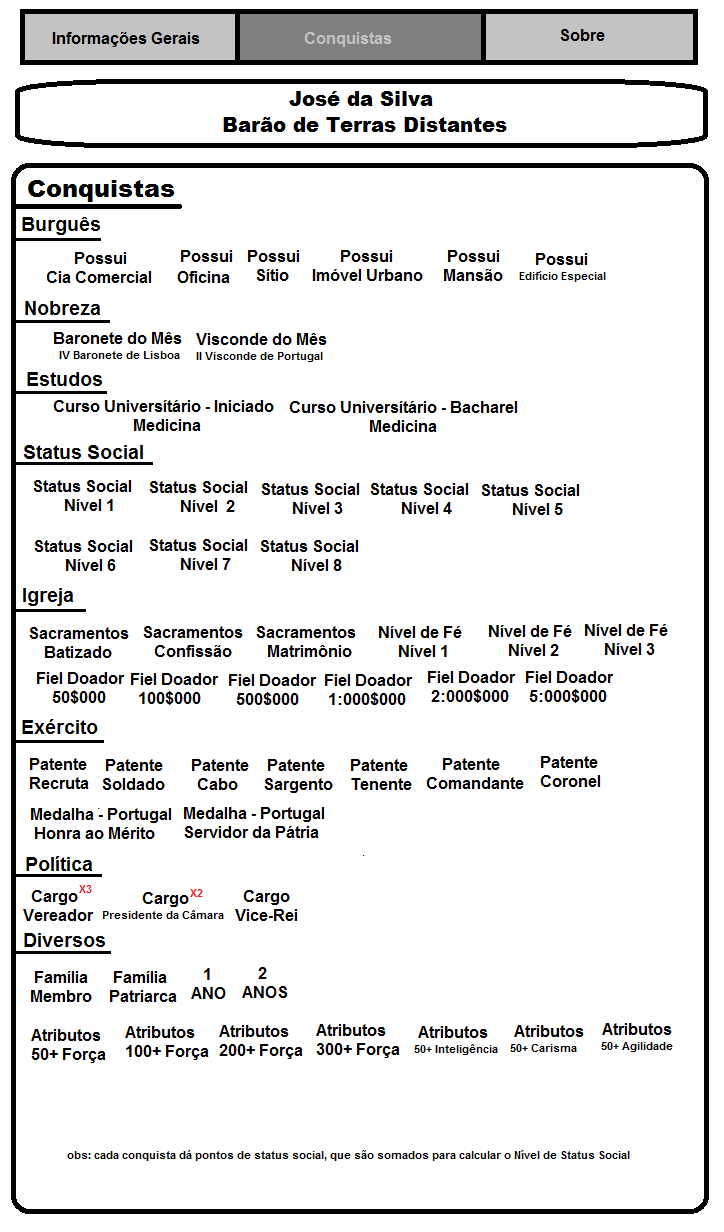 Informações Gerais Conquistas Sobre
José da Silva
Barão de Terras Distantes
Conquistas
Burguês
Possui Possui Possui Possui Possui Possui
Cia Comercial Oficina Sítio Imóvel Urbano Mansão Edifício Especial
Nobreza
Baronete do Mês Visconde do Mês
IV Baronete de Lisboa II Visconde de Portugal
Estudos
Curso Universítário - Iniciado Curso Universítário - Bacharel
Medicina Medicina
Status Social
Status Social Status Social Status Social Status Social Status Social
Nível 1 Nível 2 Nível 3 Nível 4 Nível 5
Status Social Status Social Status Social
Nível 6 Nível 7 Nível 8
Igreja
Sacramentos Sacramentos Sacramentos Nível de Fé Nível de Fé Nível de Fé
Batizado Confissão Matrimônio Nível 1 Nível 2 Nível 3
Fiel Doador Fiel Doador Fiel Doador Fiel Doador Fiel Doador Fiel Doador
50$000 100$000 500$000 1:000$000 2:000$000 5:000$000
Exército
Patente Patente Patente Patente Patente Patente Patente
Recruta Soldado Cabo Sargento Tenente Comandante Coronel
Medalha - Portugal Medalha - Portugal
Honra ao Mérito Servidor da Pátria
Política
Cargo X3 Cargo X2 Cargo
Vereador Presidente da Câmara Vice-Rei
Diversos
Família Família 1 2
Membro Patriarca ANO ANOS
Atributos Atributos Atributos Atributos Atributos Atributos Atributos
50+ Força 100+ Força 200+ Força 300+ Força 50+ Inteligência 50+ Carisma 50+ Agilidade
obs: cada conquista dá pontos de status social, que são somados para calcular o Nível de Status Social